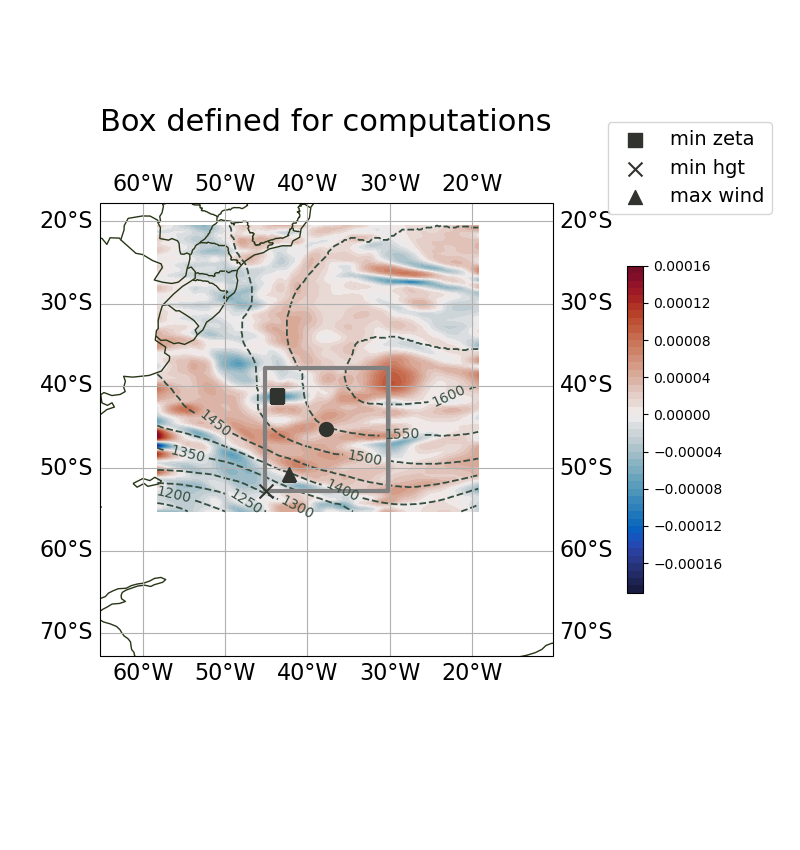 Box defined for computations
min zeta
min hgt
max wind
60°W 50°W 40°W 30°W 20°W
20°S 20°S
30°S 30°S
40°S 40°S
50°S 50°S
60°S 60°S
70°S 70°S
60°W 50°W 40°W 30°W 20°W
1600
1450
1550
1350
1500
1400
1200
1250
1300
0.00016
0.00012
0.00008
0.00004
0.00000
−0.00004
−0.00008
−0.00012
−0.00016